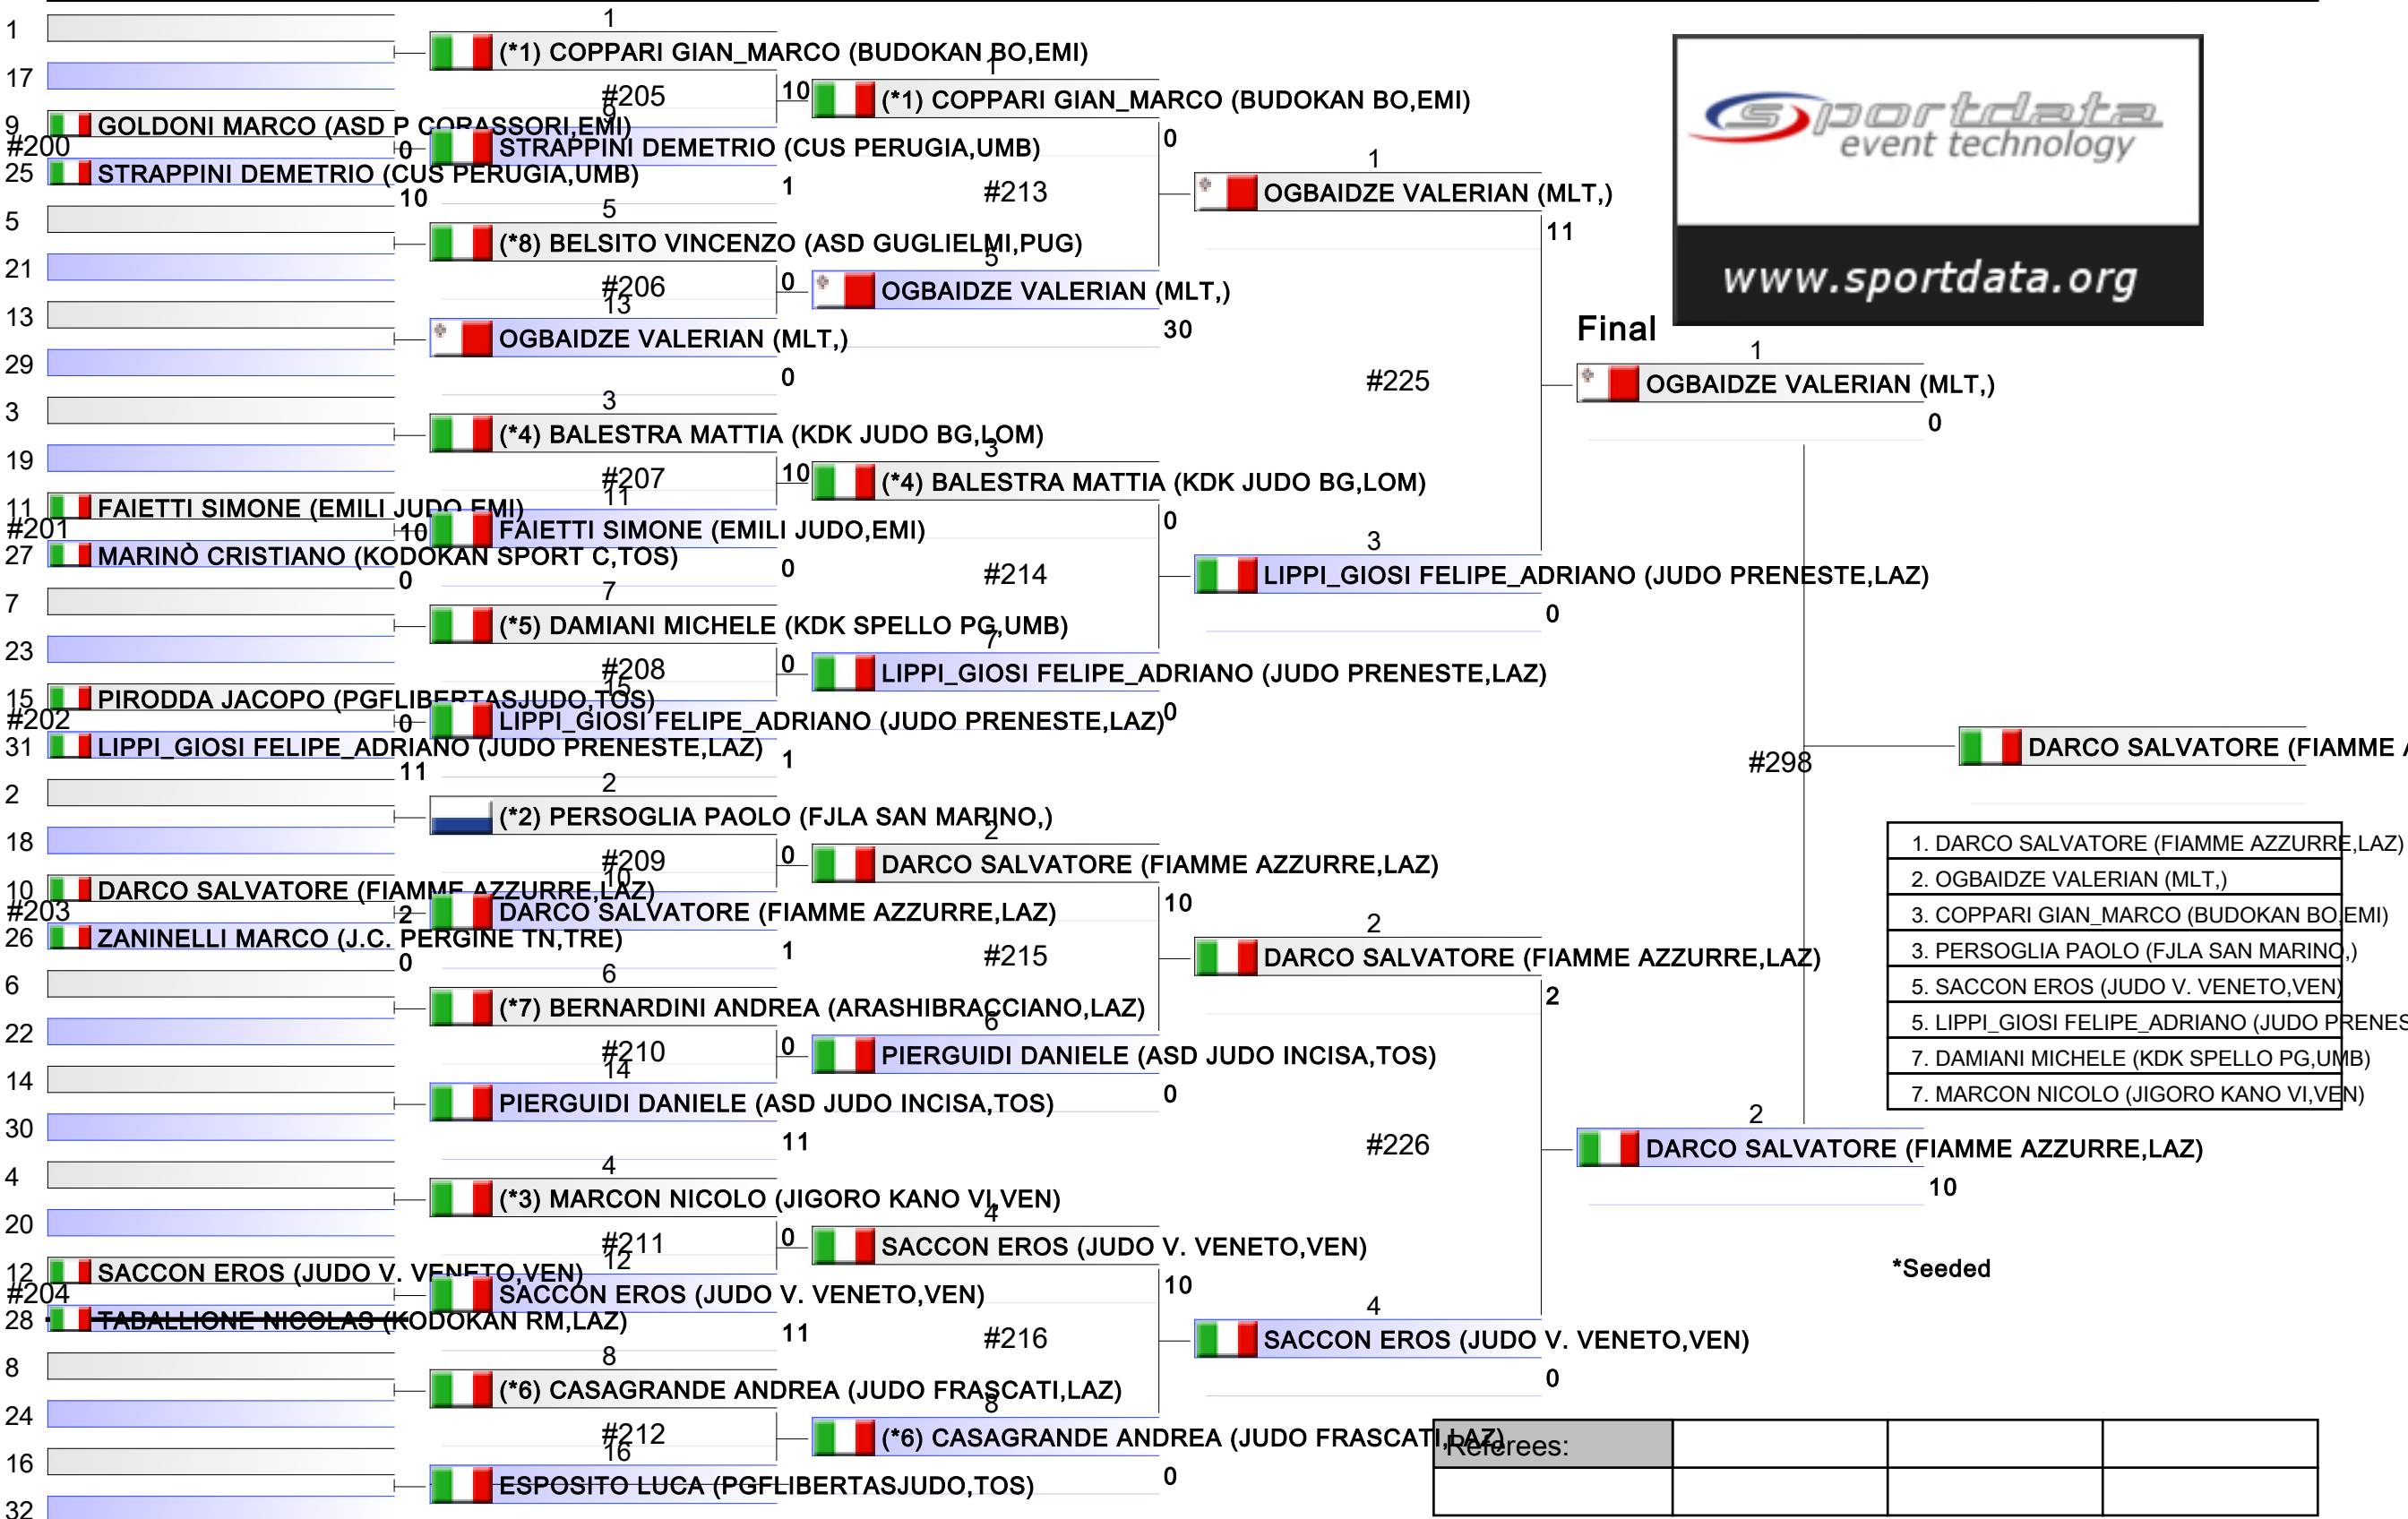 1
17
9
#200
25
5
21
13
29
3
19
11
#201
27
7
23
15
#202
31
2
18
10
#203
26
6
22
14
30
4
20
12
#204
28
8
24
16
32
GOLDONI MARCO (ASD P CORASSORI,EMI)
0
STRAPPINI DEMETRIO (CUS PERUGIA,UMB)
10
FAIETTI SIMONE (EMILI JUDO,EMI)
10
MARINÒ CRISTIANO (KODOKAN SPORT C,TOS)
0
PIRODDA JACOPO (PGFLIBERTASJUDO,TOS)
0
LIPPI_GIOSI FELIPE_ADRIANO (JUDO PRENESTE,LAZ)
11
DARCO SALVATORE (FIAMME AZZURRE,LAZ)
2
ZANINELLI MARCO (J.C. PERGINE TN,TRE)
0
SACCON EROS (JUDO V. VENETO,VEN)
TABALLIONE NICOLAS (KODOKAN RM,LAZ)
1
(*1) COPPARI GIAN_MARCO (BUDOKAN BO,EMI)
10
#205
9
STRAPPINI DEMETRIO (CUS PERUGIA,UMB)
1
5
(*8) BELSITO VINCENZO (ASD GUGLIELMI,PUG)
0
#206
13
OGBAIDZE VALERIAN (MLT,)
0
3
(*4) BALESTRA MATTIA (KDK JUDO BG,LOM)
10
#207
11
FAIETTI SIMONE (EMILI JUDO,EMI)
0
7
(*5) DAMIANI MICHELE (KDK SPELLO PG,UMB)
0
#208
15
LIPPI_GIOSI FELIPE_ADRIANO (JUDO PRENESTE,LAZ)
1
2
(*2) PERSOGLIA PAOLO (FJLA SAN MARINO,)
0
#209
10
DARCO SALVATORE (FIAMME AZZURRE,LAZ)
1
6
(*7) BERNARDINI ANDREA (ARASHIBRACCIANO,LAZ)
0
#210
14
PIERGUIDI DANIELE (ASD JUDO INCISA,TOS)
11
4
(*3) MARCON NICOLO (JIGORO KANO VI,VEN)
0
#211
12
SACCON EROS (JUDO V. VENETO,VEN)
11
8
(*6) CASAGRANDE ANDREA (JUDO FRASCATI,LAZ)
#212
16
ESPOSITO LUCA (PGFLIBERTASJUDO,TOS)
1
(*1) COPPARI GIAN_MARCO (BUDOKAN BO,EMI)
0
#213
5
OGBAIDZE VALERIAN (MLT,)
30
3
(*4) BALESTRA MATTIA (KDK JUDO BG,LOM)
0
#214
7
LIPPI_GIOSI FELIPE_ADRIANO (JUDO PRENESTE,LAZ)
0
2
DARCO SALVATORE (FIAMME AZZURRE,LAZ)
10
#215
6
PIERGUIDI DANIELE (ASD JUDO INCISA,TOS)
0
4
SACCON EROS (JUDO V. VENETO,VEN)
10
#216
8
(*6) CASAGRANDE ANDREA (JUDO FRASCATI,LAZ)
0
1
OGBAIDZE VALERIAN (MLT,)
11
#225
3
LIPPI_GIOSI FELIPE_ADRIANO (JUDO PRENESTE,LAZ)
0
2
DARCO SALVATORE (FIAMME AZZURRE,LAZ)
2
#226
4
SACCON EROS (JUDO V. VENETO,VEN)
0
sportdata
event technology
www.sportdata.org
Final
1
OGBAIDZE VALERIAN (MLT,)
0
#298
2
DARCO SALVATORE (FIAMME AZZURRE,LAZ)
10
DARCO SALVATORE (FIAMME A
1. DARCO SALVATORE (FIAMME AZZURRE,LAZ)
2. OGBAIDZE VALERIAN (MLT,)
3. COPPARI GIAN_MARCO (BUDOKAN BO,EMI)
3. PERSOGLIA PAOLO (FJLA SAN MARINO,)
5. SACCON EROS (JUDO V. VENETO,VEN)
5. LIPPI_GIOSI FELIPE_ADRIANO (JUDO PRENES
7. DAMIANI MICHELE (KDK SPELLO PG,UMB)
7. MARCON NICOLO (JIGORO KANO VI,VEN)
*Seeded
Referees: